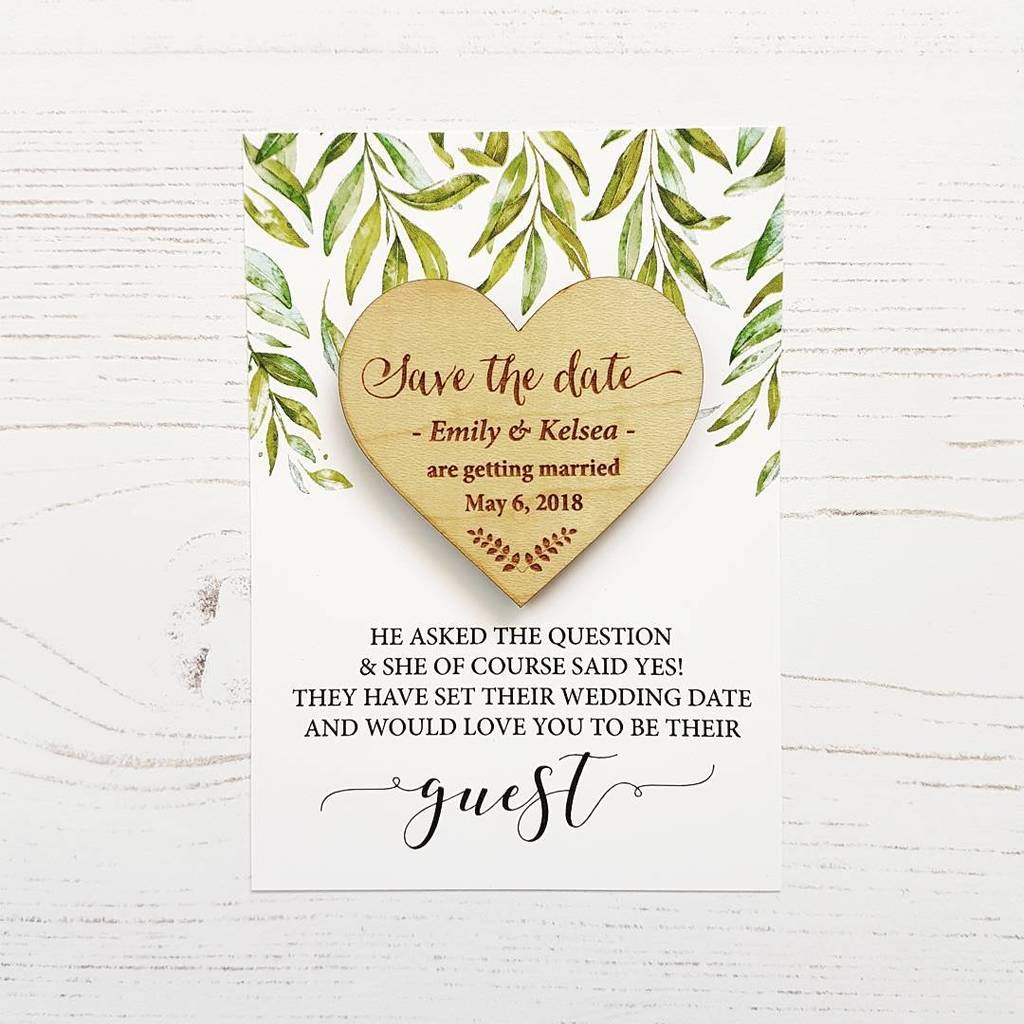 Save the date
- Emily & Kelsea -
are getting married
May 6, 2018
HE ASKED THE QUESTION
& SHE OF COURSE SAID YES!
THEY HAVE SET THEIR WEDDING DATE
AND WOULD LOVE YOU TO BE THEIR
guest